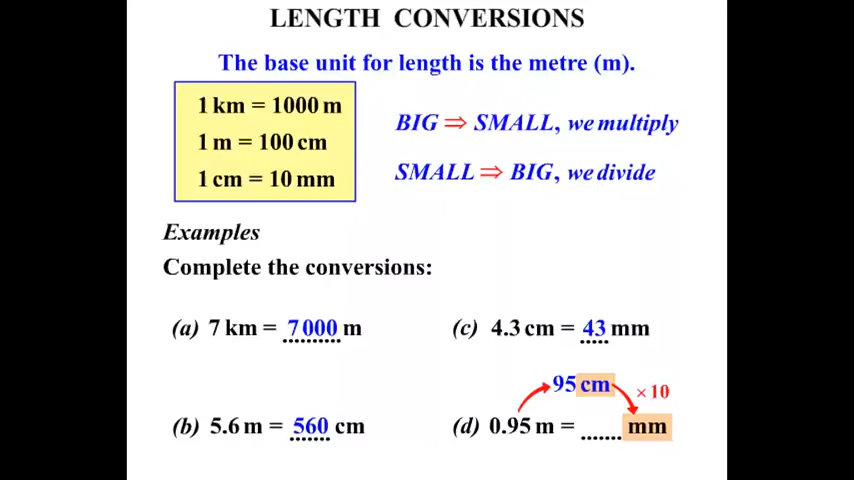 LENGTH CONVERSIONS
The base unit for length is the metre (m).
1 km = 1000 m
1 m = 100 cm
1 cm = 10 mm
BIG ⇒ SMALL, we multiply
SMALL ⇒ BIG, we divide
Examples
Complete the conversions:
(a) 7 km = 7 000 m
(b) 5.6 m = 560 cm
(c) 4.3 cm = 43 mm
95 cm × 10
(d) 0.95 m = ....... mm